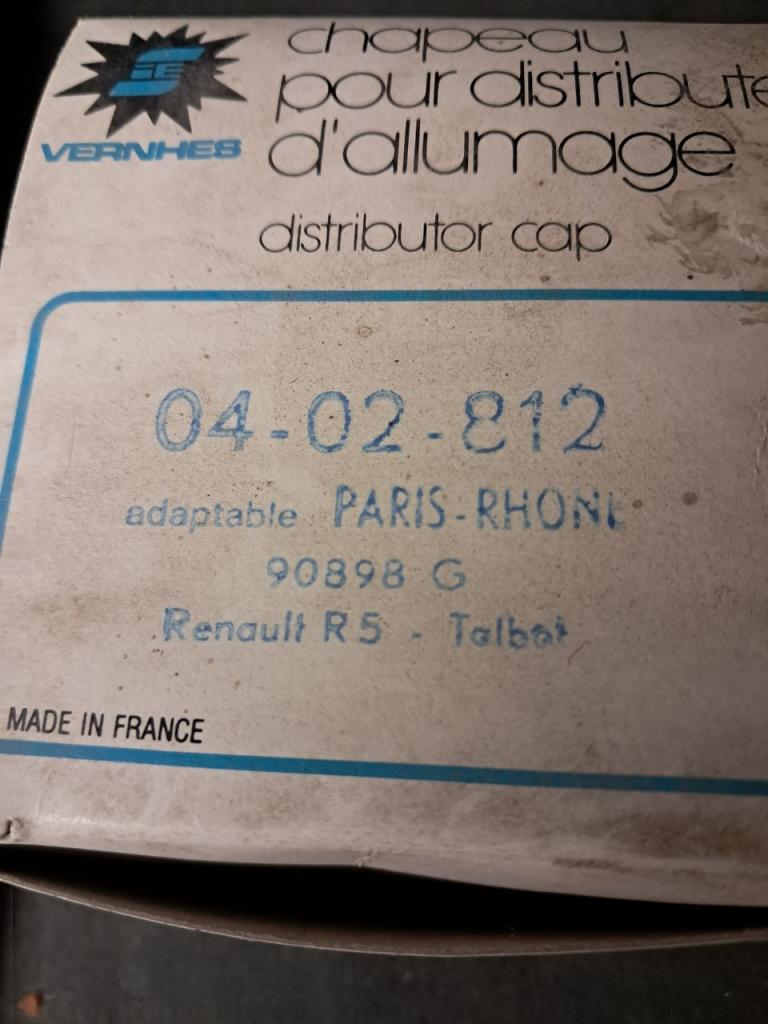 SIE
VERNHES
chapeau
pour distribute
d'allumage
distributor cap
04-02-812
adaptable PARIS-RHONE
90898 G
Renault R5 - Talbot
MADE IN FRANCE